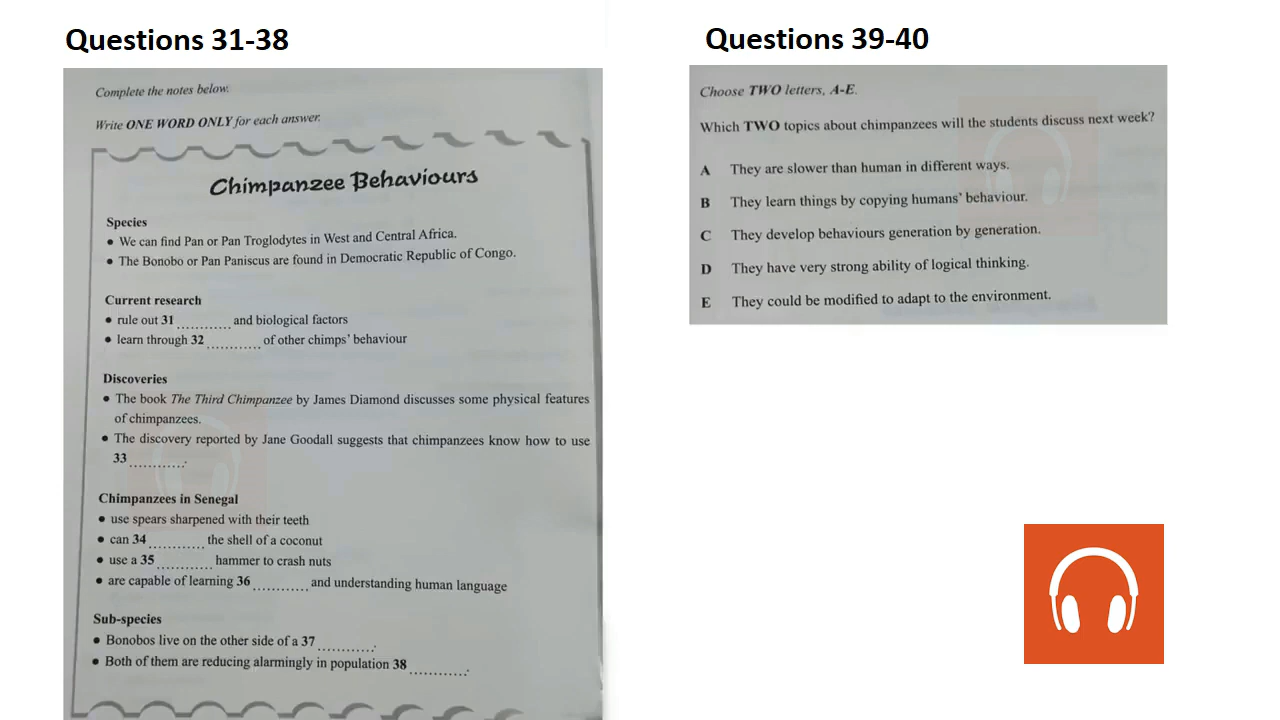 Questions 31-38
Complete the notes below.
Write ONE WORD ONLY for each answer.
Chimpanzee Behaviours
Species
• We can find Pan or Pan Troglodytes in West and Central Africa.
• The Bonobo or Pan Paniscus are found in Democratic Republic of Congo.
Current research
• rule out 31 ........... and biological factors
• learn through 32 ........... of other chimps' behaviour
Discoveries
• The book The Third Chimpanzee by James Diamond discusses some physical features
of chimpanzees.
• The discovery reported by Jane Goodall suggests that chimpanzees know how to use
33 ............
Chimpanzees in Senegal
• use spears sharpened with their teeth
• can 34 ........... the shell of a coconut
• use a 35 ........... hammer to crash nuts
• are capable of learning 36 ........... and understanding human language
Sub-species
• Bonobos live on the other side of a 37 ............
• Both of them are reducing alarmingly in population 38 ............
Questions 39-40
Choose TWO letters, A-E.
Which TWO topics about chimpanzees will the students discuss next week?
A They are slower than human in different ways.
B They learn things by copying humans' behaviour.
C They develop behaviours generation by generation.
D They have very strong ability of logical thinking.
E They could be modified to adapt to the environment.